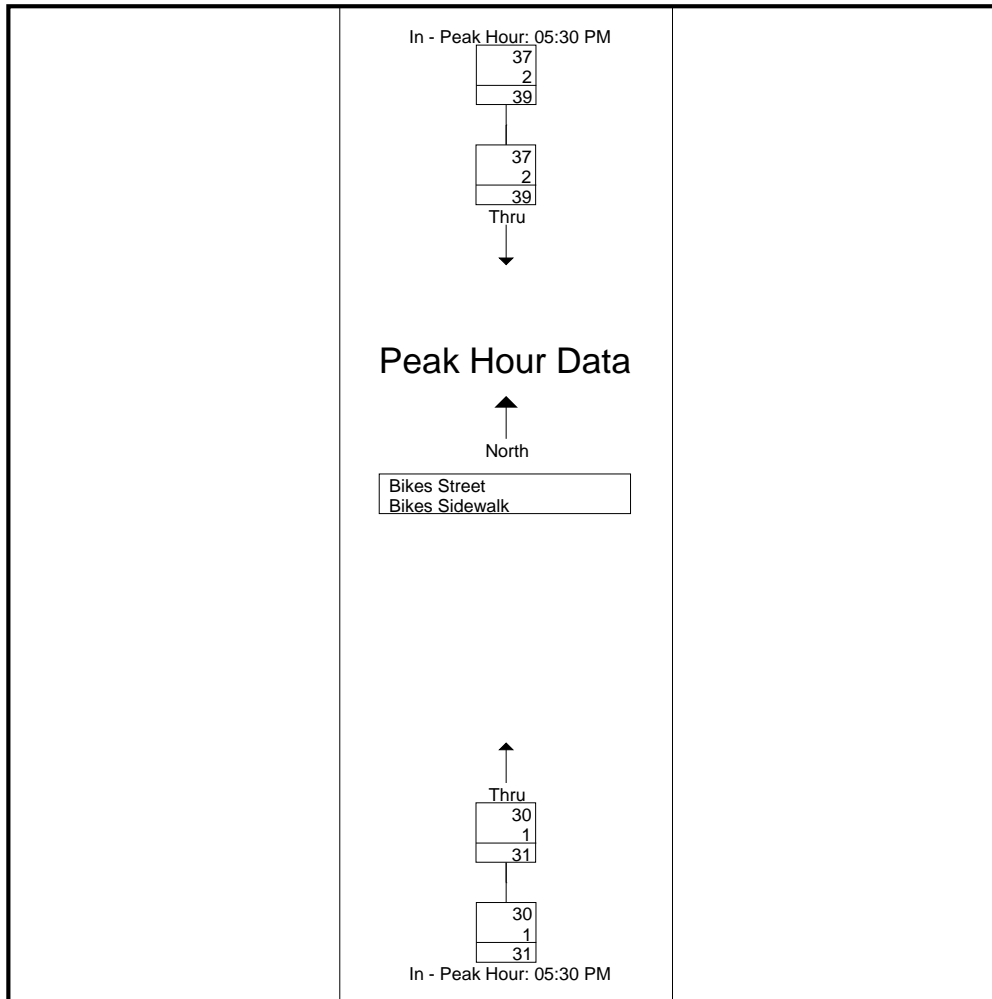 In - Peak Hour: 05:30 PM
37
2
39
37
2
39
Thru
Peak Hour Data
North
Bikes Street
Bikes Sidewalk
Thru
30
1
31
30
1
31
In - Peak Hour: 05:30 PM